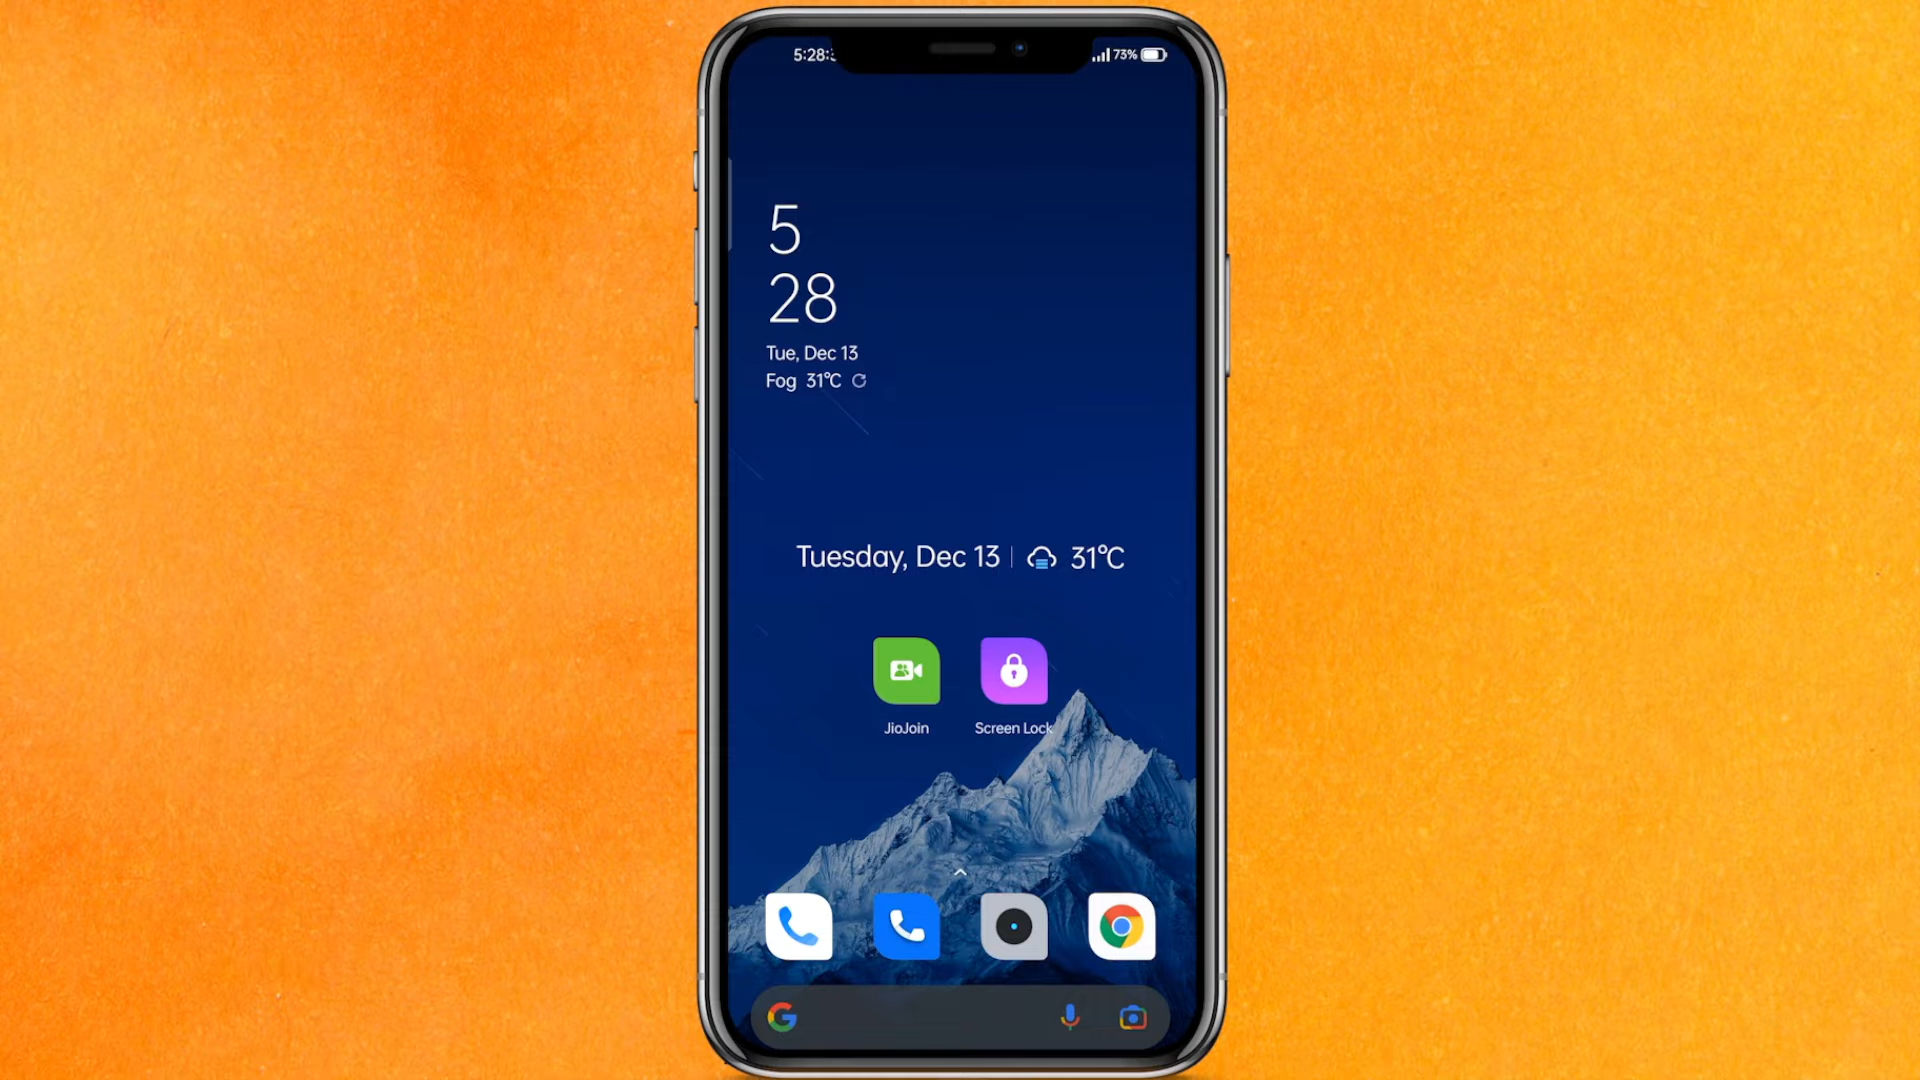 5:28:
73%
5
28
Tue, Dec 13
Fog 31°C
Tuesday, Dec 13 | 31°C
JioJoin
Screen Lock